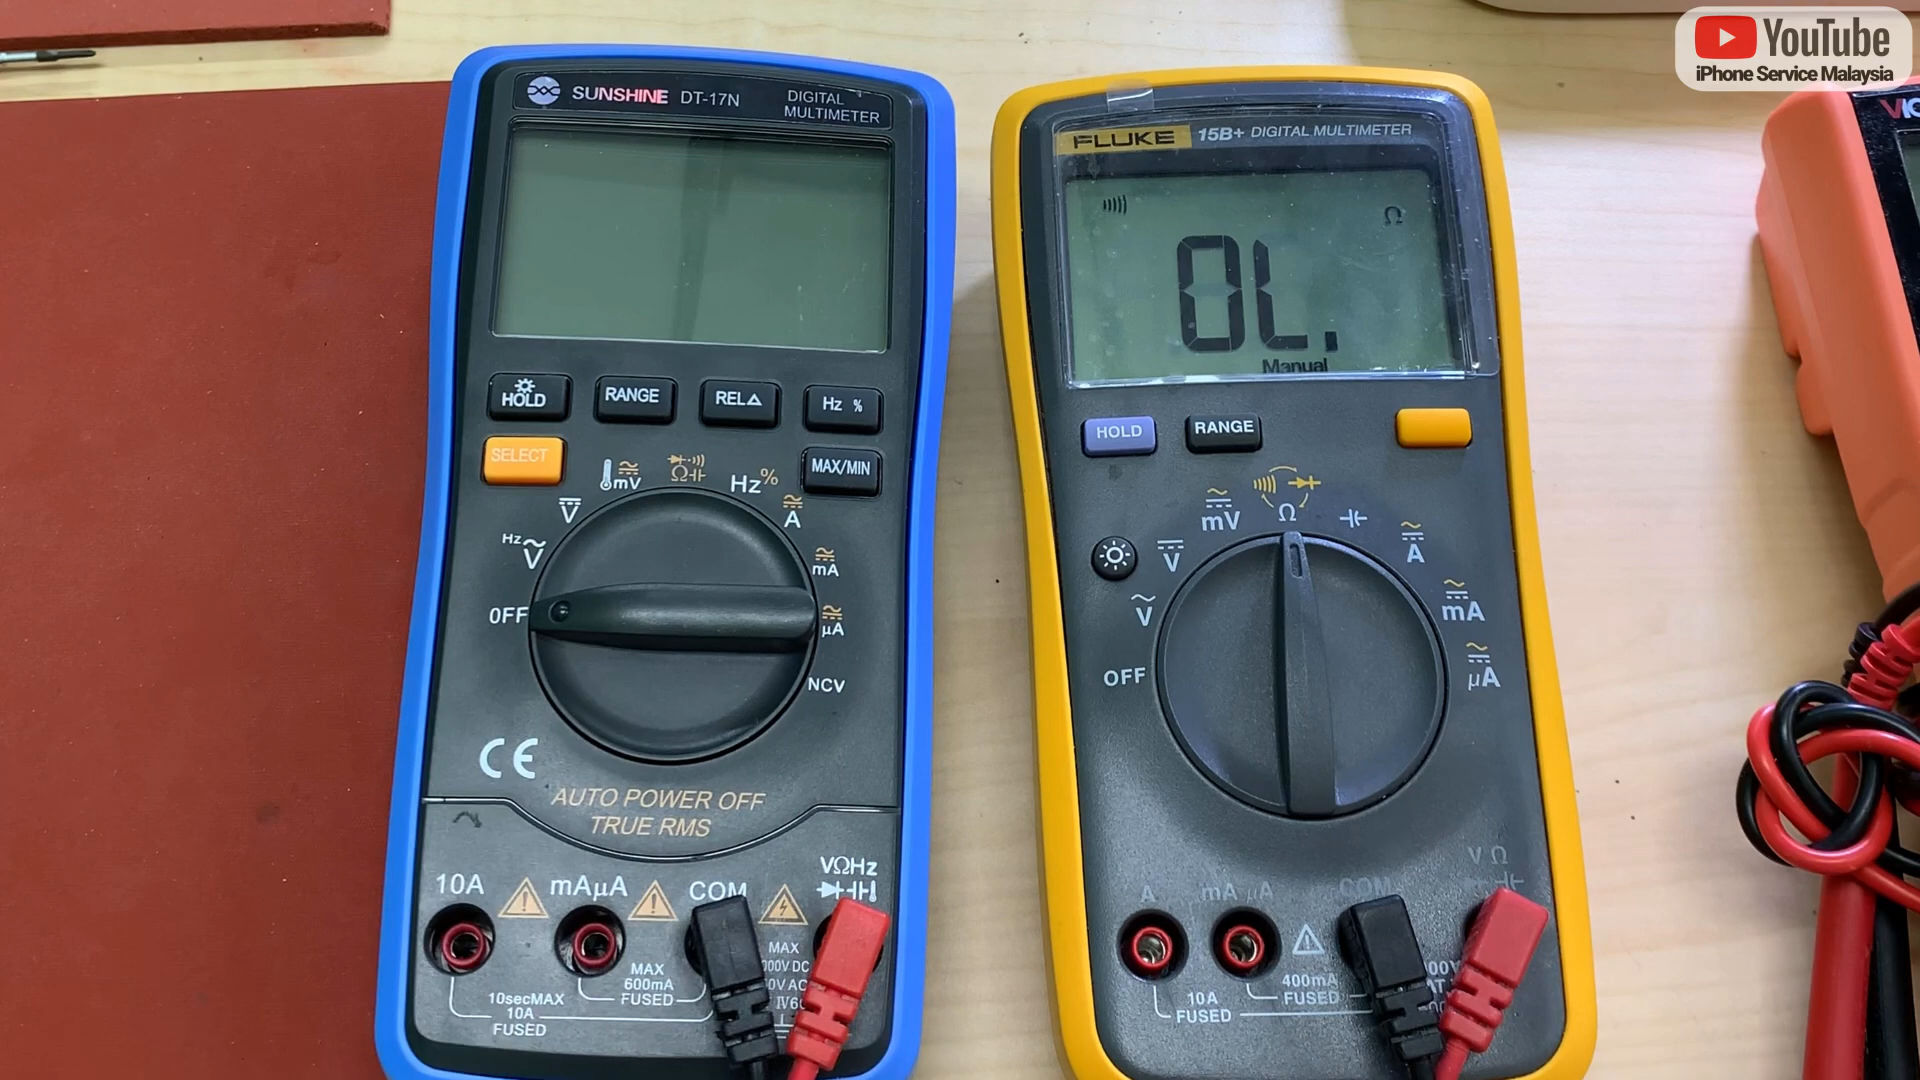 YouTube
iPhone Service Malaysia
SUNSHINE DT-17N
DIGITAL
MULTIMETER
HOLD
RANGE
REL△
Hz %
SELECT
MAX/MIN
mV
Hz%
V
A
Hz
V
mA
OFF
μA
NCV
CE
AUTO POWER OFF
TRUE RMS
10A
mAμA
COM
VΩHz
MAX
600mA
FUSED
MAX
10secMAX
10A
FUSED
FLUKE 15B+ DIGITAL MULTIMETER
Ω
OL.
Manual
HOLD
RANGE
mV
Ω
V
A
V
mA
OFF
μA
A
mA μA
COM
V Ω
400mA
FUSED
10A
FUSED